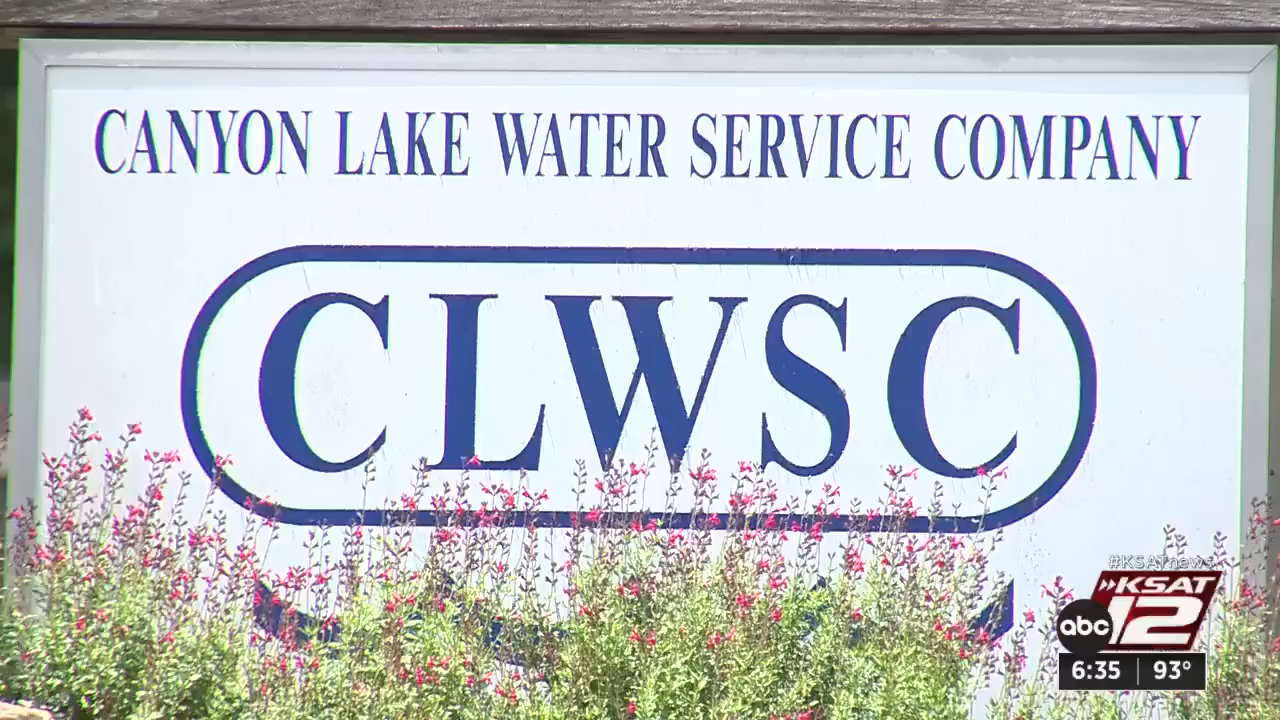 CANYON LAKE WATER SERVICE COMPANY
CLWSC
#KSATnews
KSAT
abc 12
6:35 93°